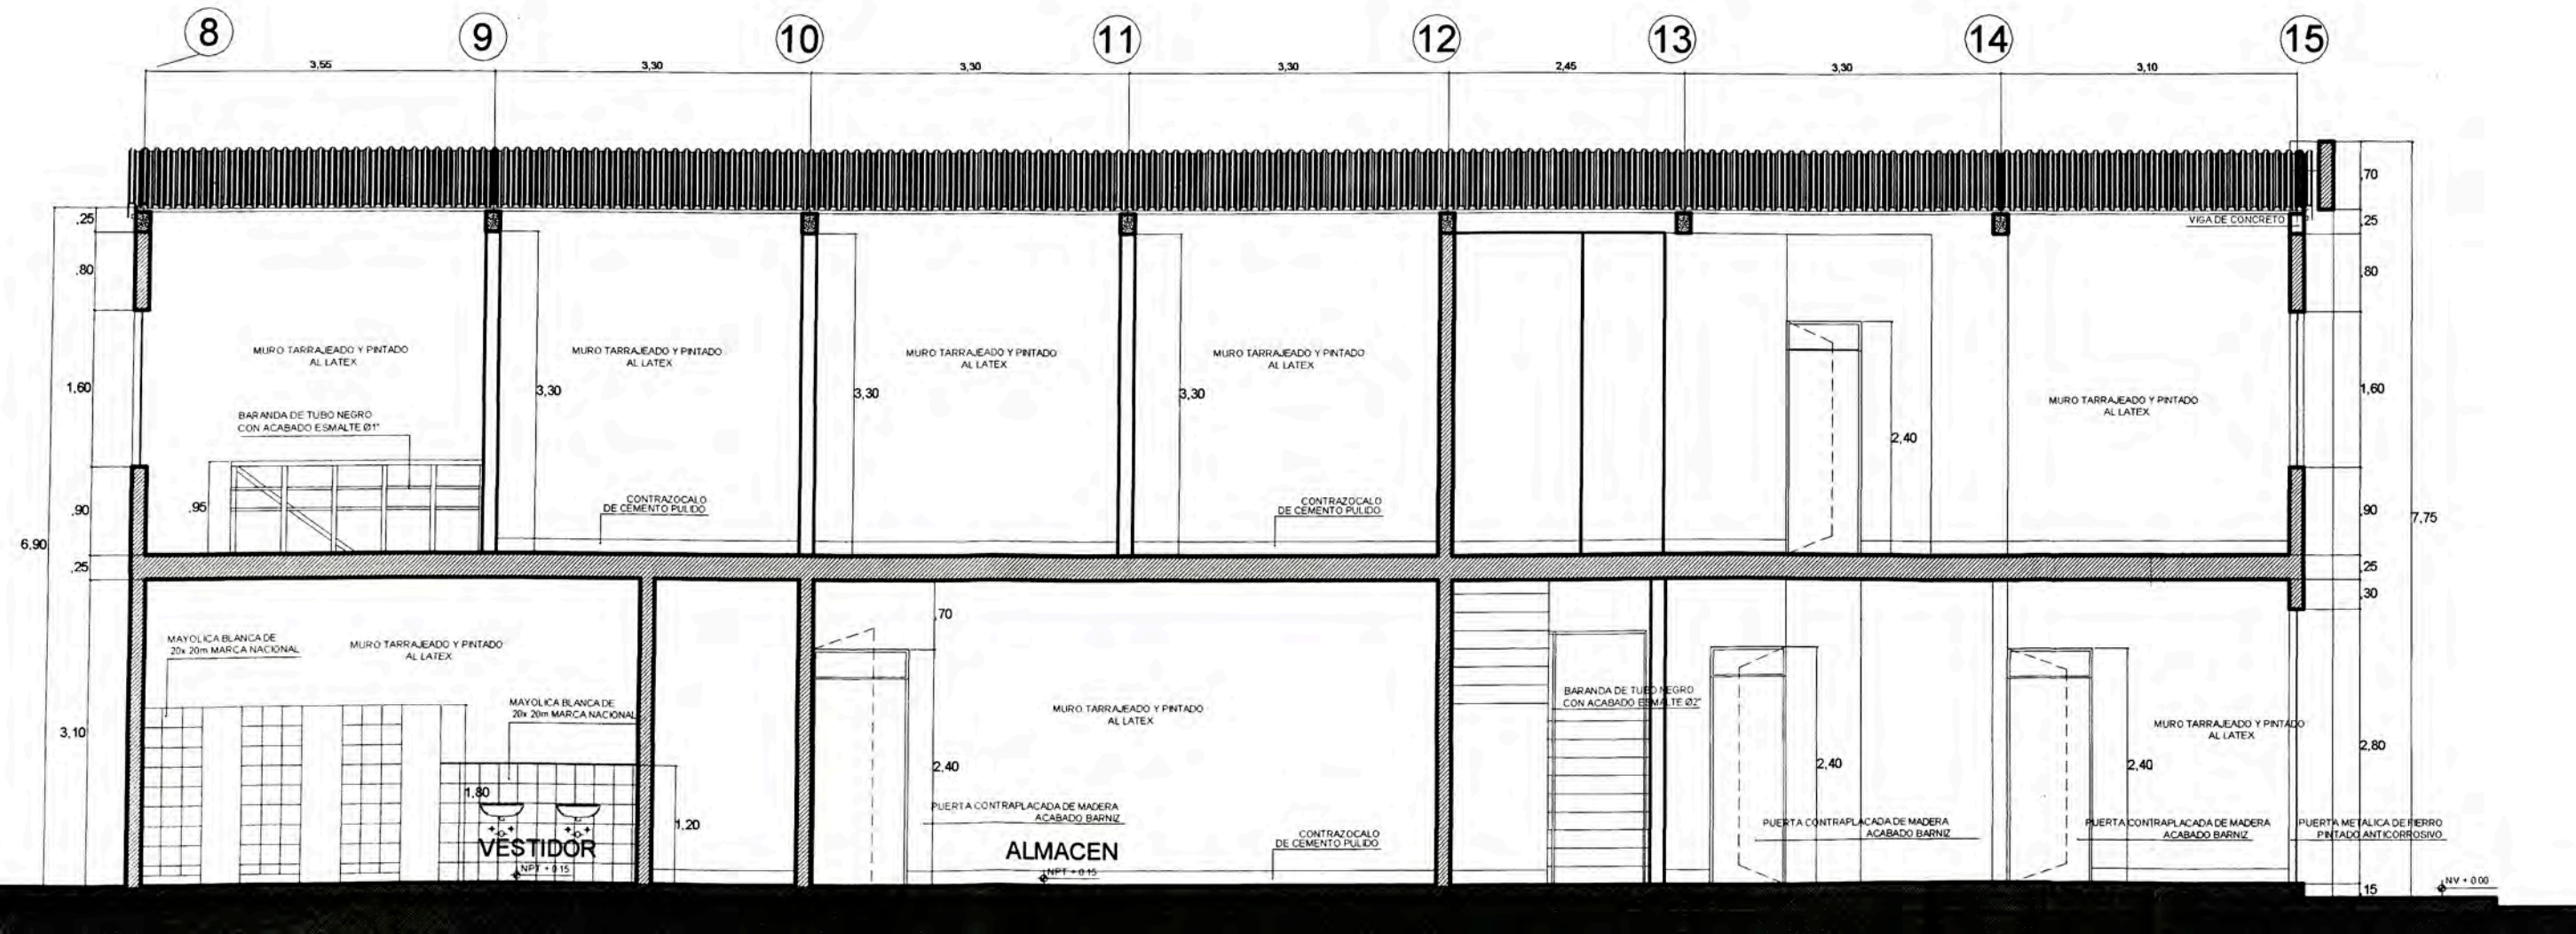 8 9 10 11 12 13 14 15
3,55 3,30 3,30 3,30 2,45 3,30 3,10
,70
,25
,25
VIGA DE CONCRETO
,80
,80
MURO TARRAJEADO Y PINTADO
AL LATEX
MURO TARRAJEADO Y PINTADO
AL LATEX
MURO TARRAJEADO Y PINTADO
AL LATEX
MURO TARRAJEADO Y PINTADO
AL LATEX
1,60
3,30
3,30
3,30
1,60
MURO TARRAJEADO Y PINTADO
AL LATEX
BARANDA DE TUBO NEGRO
CON ACABADO ESMALTE Ø1"
2,40
,95
CONTRAZOCALO
DE CEMENTO PULIDO
CONTRAZOCALO
DE CEMENTO PULIDO
,90
,90
7,75
6,90
,25
,25
,30
,70
MAYOLICA BLANCA DE
20x 20m MARCA NACIONAL
MURO TARRAJEADO Y PINTADO
AL LATEX
MAYOLICA BLANCA DE
20x 20m MARCA NACIONAL
MURO TARRAJEADO Y PINTADO
AL LATEX
BARANDA DE TUBO NEGRO
CON ACABADO ESMALTE Ø2"
MURO TARRAJEADO Y PINTADO
AL LATEX
3,10
2,80
2,40
2,40
2,40
1,80
1,20
PUERTA CONTRAPLACADA DE MADERA
ACABADO BARNIZ
CONTRAZOCALO
DE CEMENTO PULIDO
PUERTA CONTRAPLACADA DE MADERA
ACABADO BARNIZ
PUERTA CONTRAPLACADA DE MADERA
ACABADO BARNIZ
PUERTA METALICA DE FIERRO
PINTADO ANTICORROSIVO
VESTIDOR
NPT + 0.15
ALMACEN
NPT + 0.15
,15
NV + 0.00